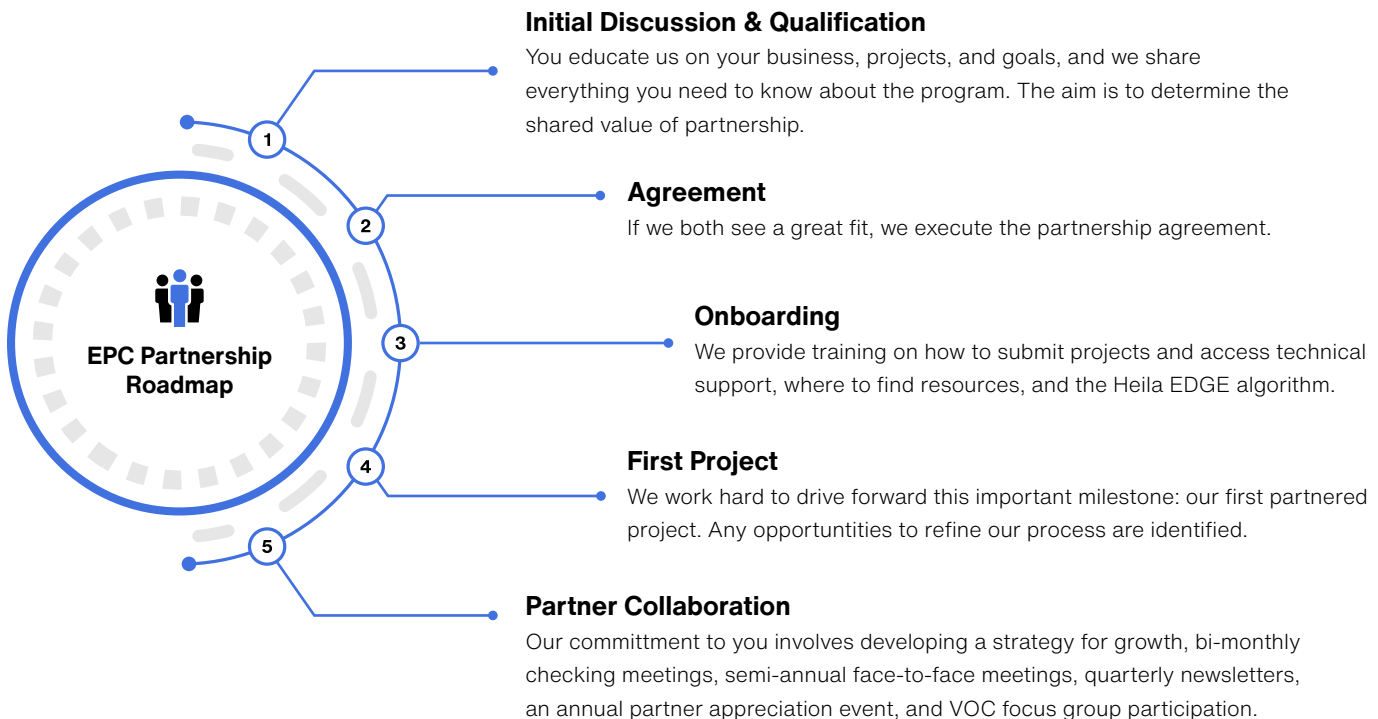 Initial Discussion & Qualification
You educate us on your business, projects, and goals, and we share
everything you need to know about the program. The aim is to determine the
shared value of partnership.
1
Agreement
If we both see a great fit, we execute the partnership agreement.
2
Onboarding
We provide training on how to submit projects and access technical
support, where to find resources, and the Heila EDGE algorithm.
3
EPC Partnership
Roadmap
First Project
We work hard to drive forward this important milestone: our first partnered
project. Any opportuntities to refine our process are identified.
4
Partner Collaboration
Our committment to you involves developing a strategy for growth, bi-monthly
checking meetings, semi-annual face-to-face meetings, quarterly newsletters,
an annual partner appreciation event, and VOC focus group participation.
5